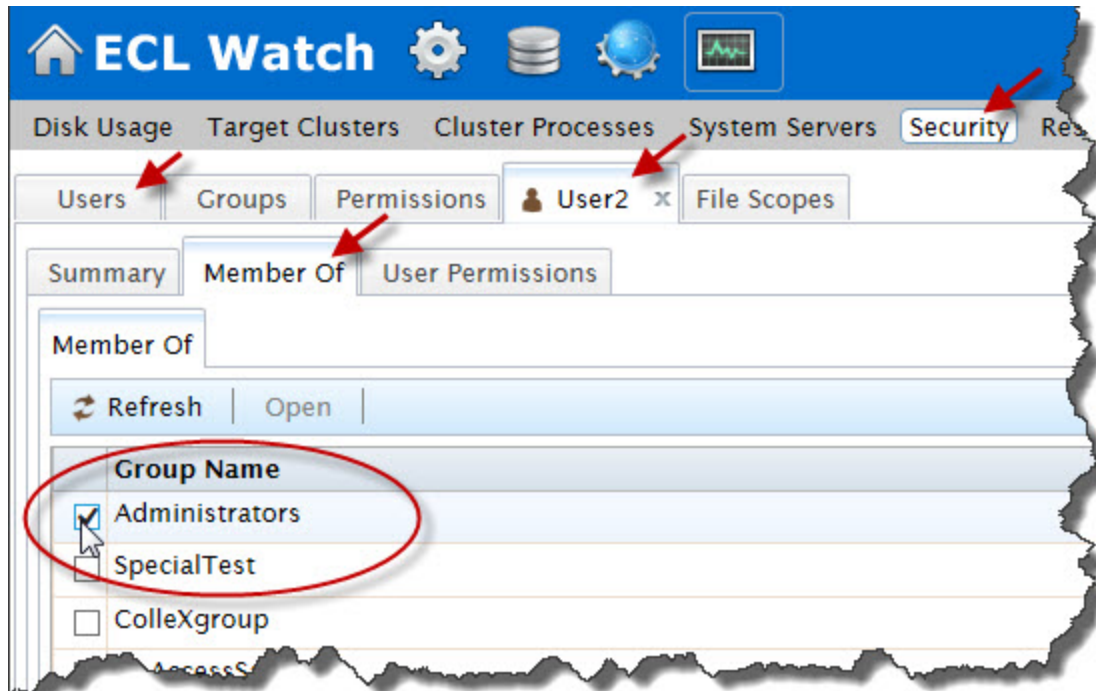 ECL Watch
Disk Usage Target Clusters Cluster Processes System Servers Security Res
Users Groups Permissions User2 x File Scopes
Summary Member Of User Permissions
Member Of
Refresh Open
Group Name
Administrators
SpecialTest
ColleXgroup